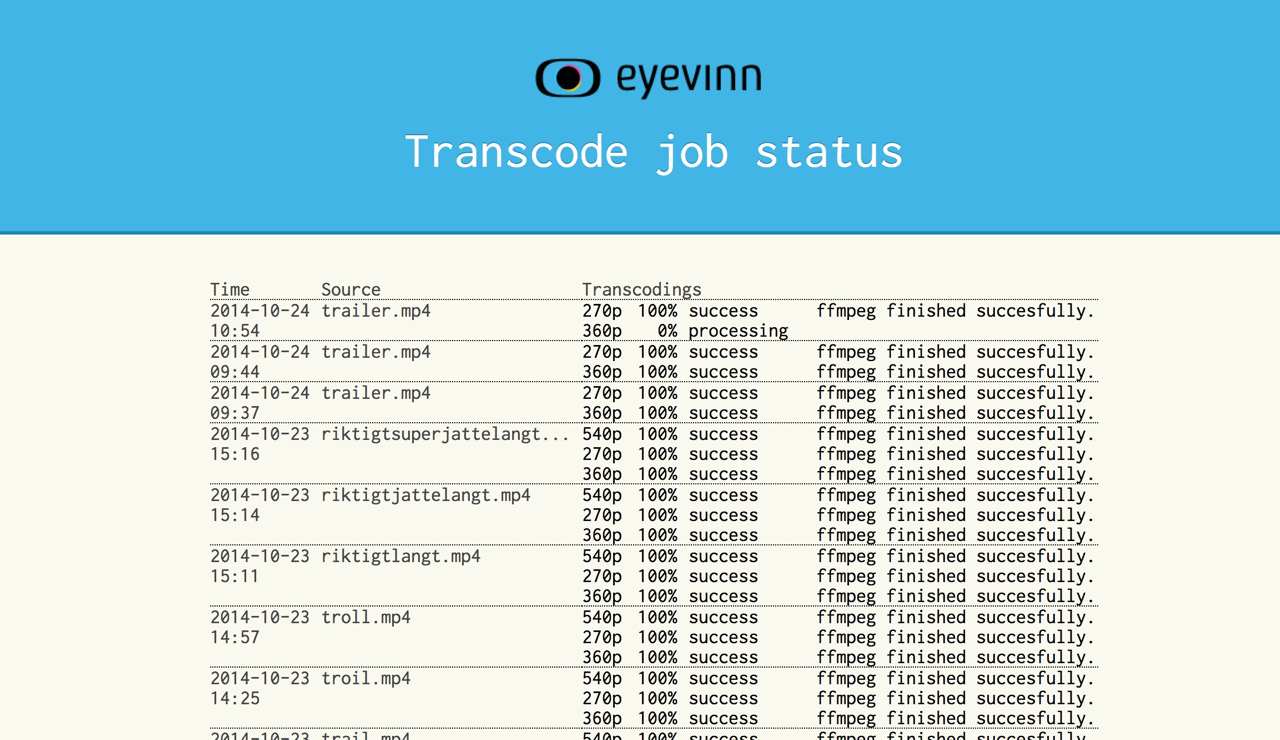 eyevinn
Transcode job status
Time Source Transcodings
2014-10-24 trailer.mp4 270p 100% success ffmpeg finished succesfully.
10:54 360p 0% processing
2014-10-24 trailer.mp4 270p 100% success ffmpeg finished succesfully.
09:44 360p 100% success ffmpeg finished succesfully.
2014-10-24 trailer.mp4 270p 100% success ffmpeg finished succesfully.
09:37 360p 100% success ffmpeg finished succesfully.
2014-10-23 riktigtsuperjattelangt... 540p 100% success ffmpeg finished succesfully.
15:16 270p 100% success ffmpeg finished succesfully.
360p 100% success ffmpeg finished succesfully.
2014-10-23 riktigtjattelangt.mp4 540p 100% success ffmpeg finished succesfully.
15:14 270p 100% success ffmpeg finished succesfully.
360p 100% success ffmpeg finished succesfully.
2014-10-23 riktigtlangt.mp4 540p 100% success ffmpeg finished succesfully.
15:11 270p 100% success ffmpeg finished succesfully.
360p 100% success ffmpeg finished succesfully.
2014-10-23 troll.mp4 540p 100% success ffmpeg finished succesfully.
14:57 270p 100% success ffmpeg finished succesfully.
360p 100% success ffmpeg finished succesfully.
2014-10-23 troil.mp4 540p 100% success ffmpeg finished succesfully.
14:25 270p 100% success ffmpeg finished succesfully.
360p 100% success ffmpeg finished succesfully.
2014-10-23 trail.mp4 540p 100% success ffmpeg finished succesfully.